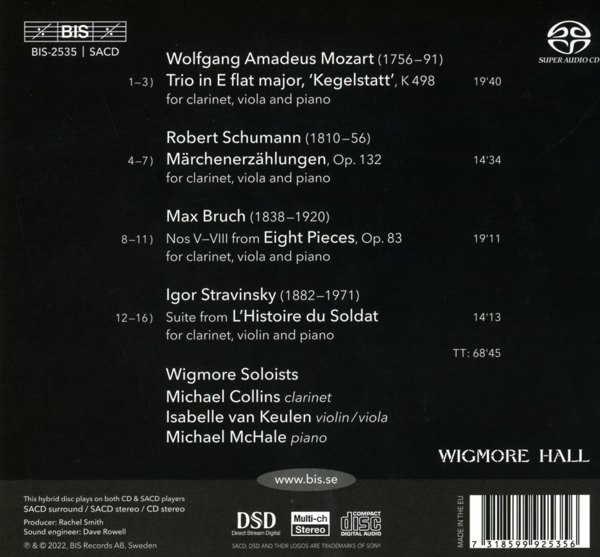 BIS
BIS-2535 | SACD
SUPER AUDIO CD
Wolfgang Amadeus Mozart (1756–91)
1–3) Trio in E flat major, ‘Kegelstatt’, K 498 19'40
for clarinet, viola and piano
Robert Schumann (1810–56)
4–7) Märchenerzählungen, Op. 132 14'34
for clarinet, viola and piano
Max Bruch (1838–1920)
8–11) Nos V–VIII from Eight Pieces, Op. 83 19'11
for clarinet, viola and piano
Igor Stravinsky (1882–1971)
12–16) Suite from L’Histoire du Soldat 14'13
for clarinet, violin and piano
TT: 68'45
Wigmore Soloists
Michael Collins clarinet
Isabelle van Keulen violin/viola
Michael McHale piano
WIGMORE HALL
www.bis.se
This hybrid disc plays on both CD & SACD players
SACD surround / SACD stereo / CD stereo
Producer: Rachel Smith
Sound engineer: Dave Rowell
℗ & © 2022, BIS Records AB, Sweden
DSD
Direct Stream Digital
Multi-ch
Stereo
COMPACT
disc
DIGITAL AUDIO
SACD, DSD AND THEIR LOGOS ARE TRADEMARKS OF SONY
MADE IN THE EU
7 318599 925356